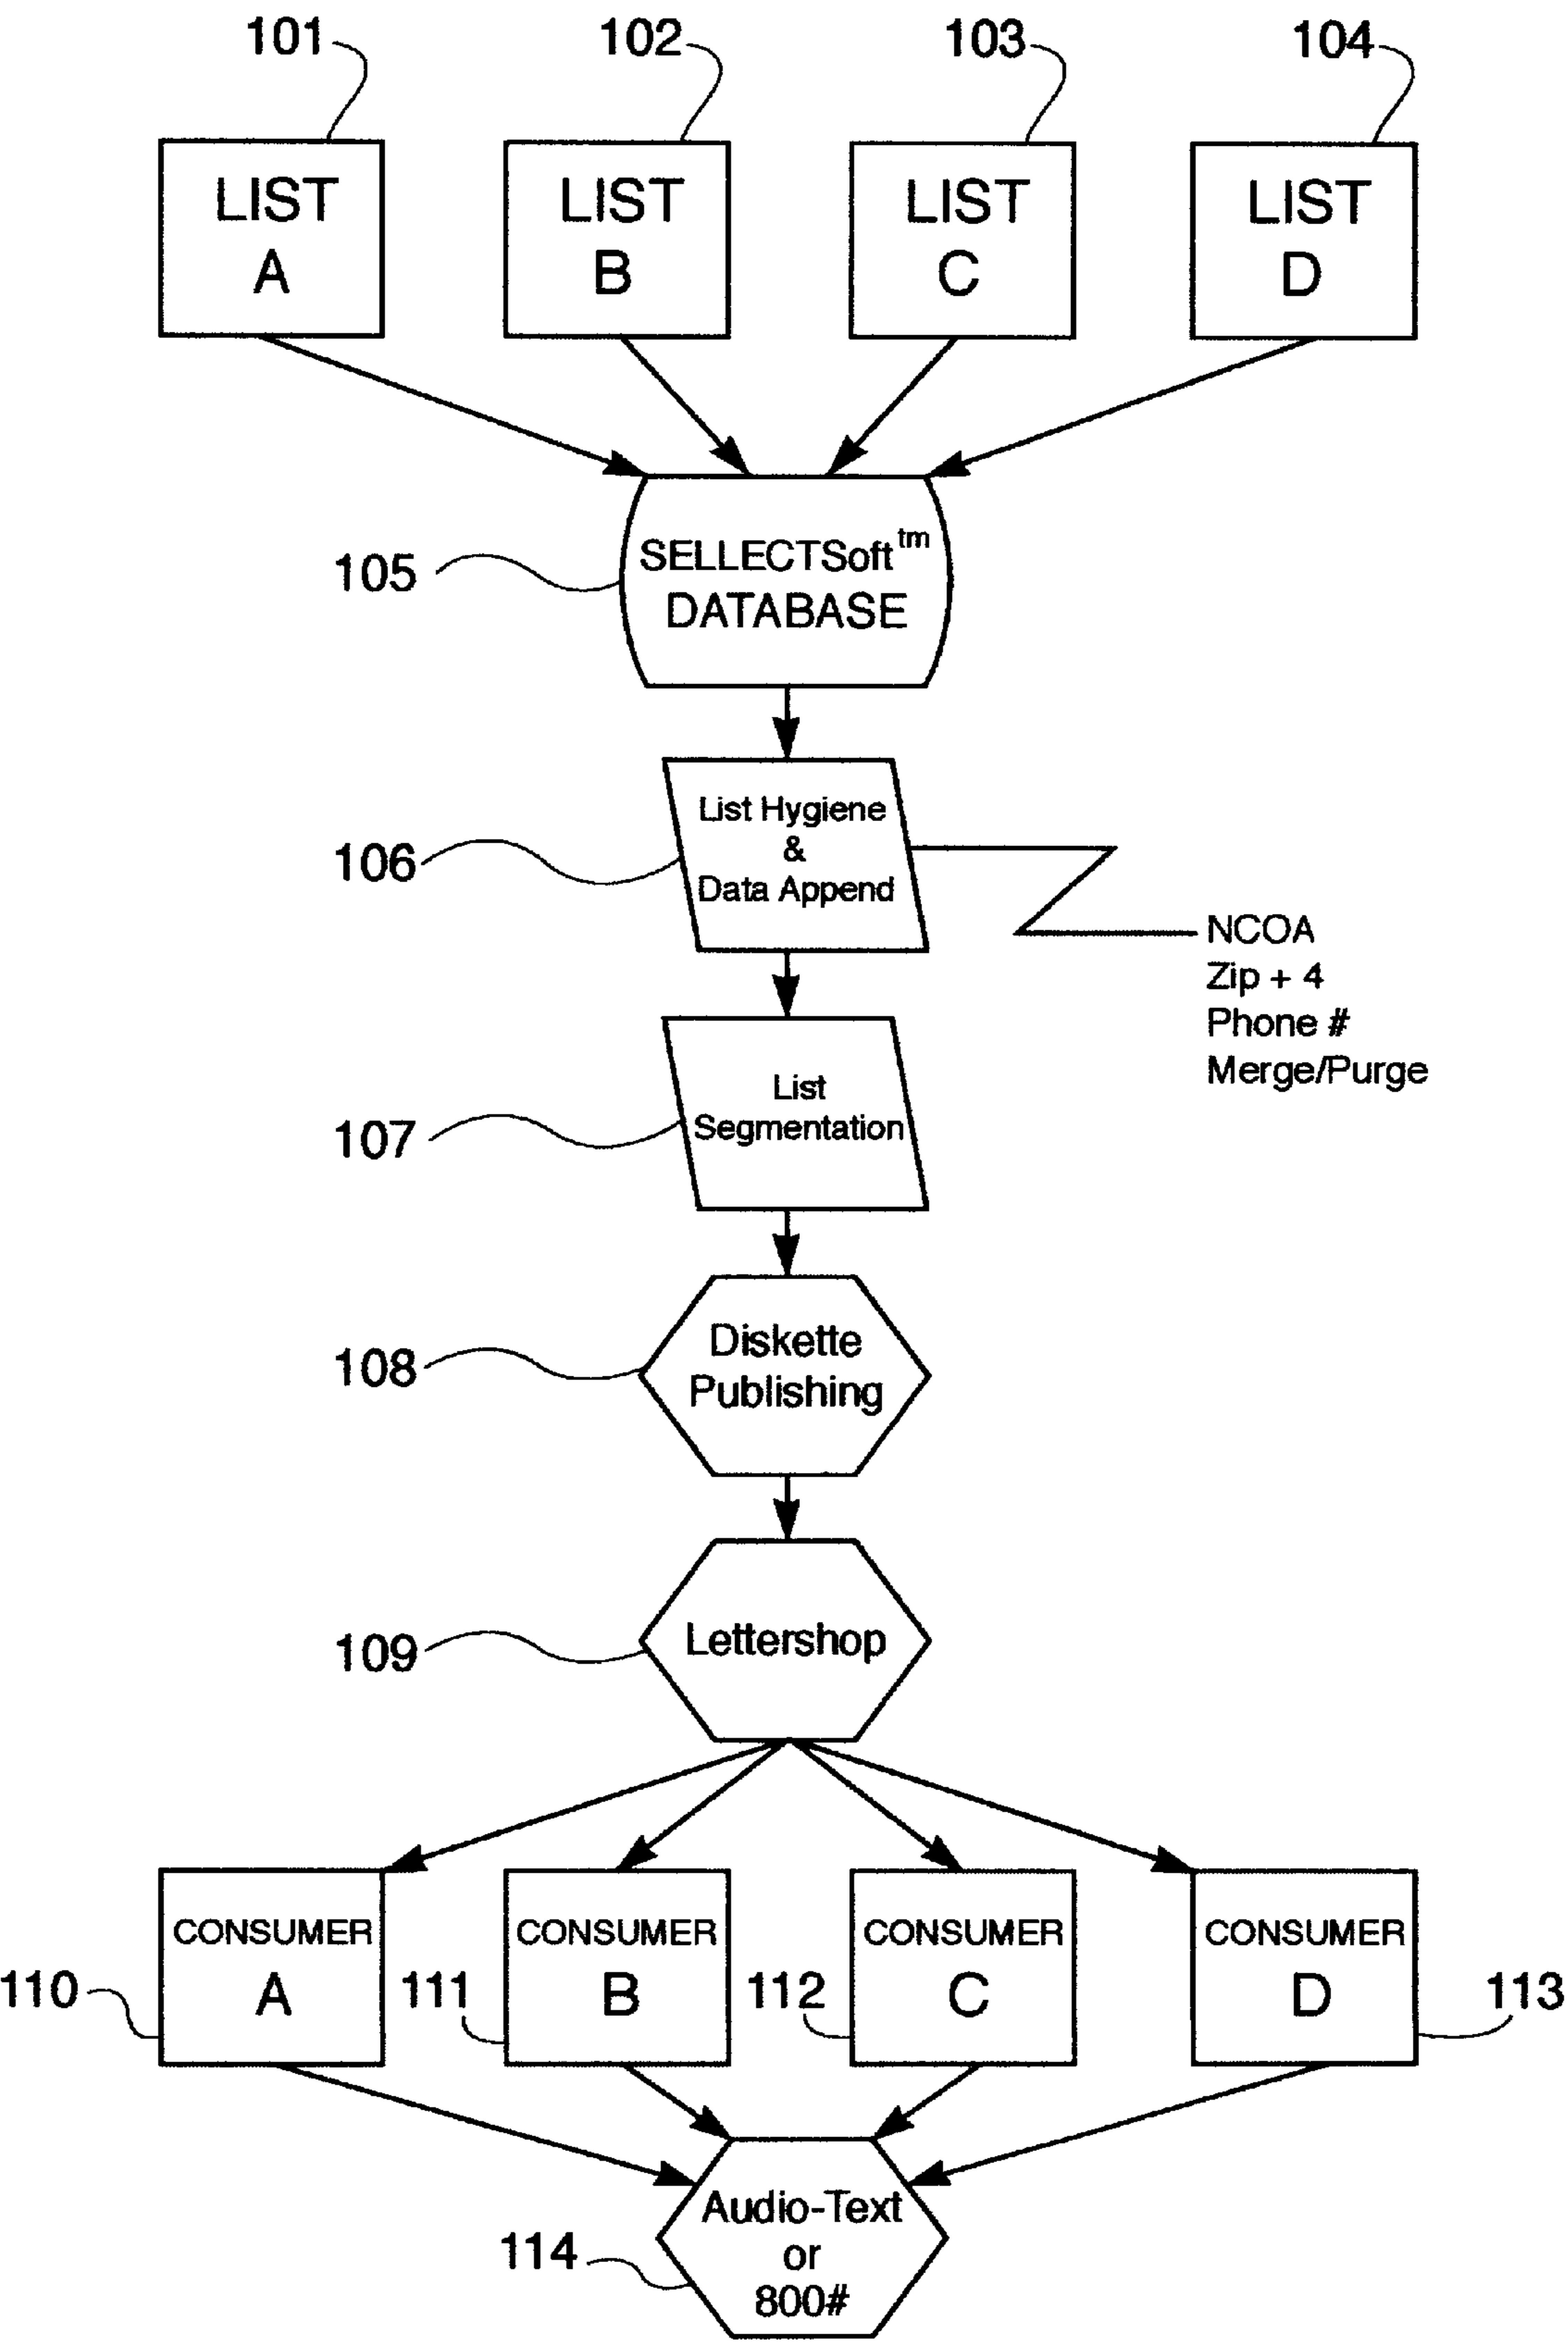 101
102
103
104
LIST
A
LIST
B
LIST
C
LIST
D
105
SELLECTSoft™
DATABASE
106
List Hygiene
&
Data Append
NCOA
Zip + 4
Phone #
Merge/Purge
107
List
Segmentation
108
Diskette
Publishing
109
Lettershop
CONSUMER
A
CONSUMER
B
CONSUMER
C
CONSUMER
D
110
111
112
113
114
Audio-Text
or
800#